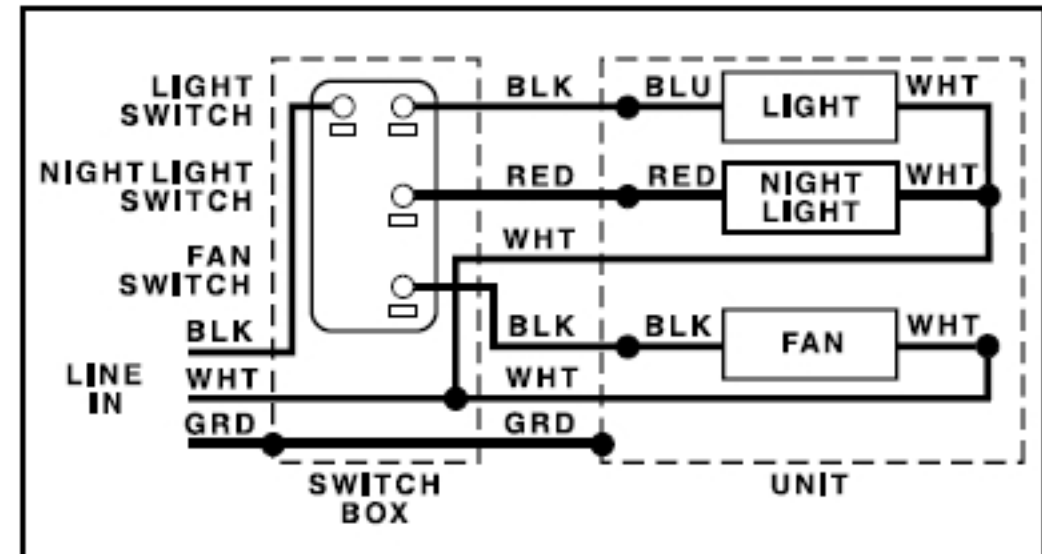 LIGHT
SWITCH
BLK
BLU
LIGHT
WHT
NIGHT LIGHT
SWITCH
RED
RED
NIGHT
LIGHT
WHT
WHT
FAN
SWITCH
BLK
BLK
BLK
FAN
WHT
LINE
IN
WHT
WHT
GRD
GRD
SWITCH
BOX
UNIT